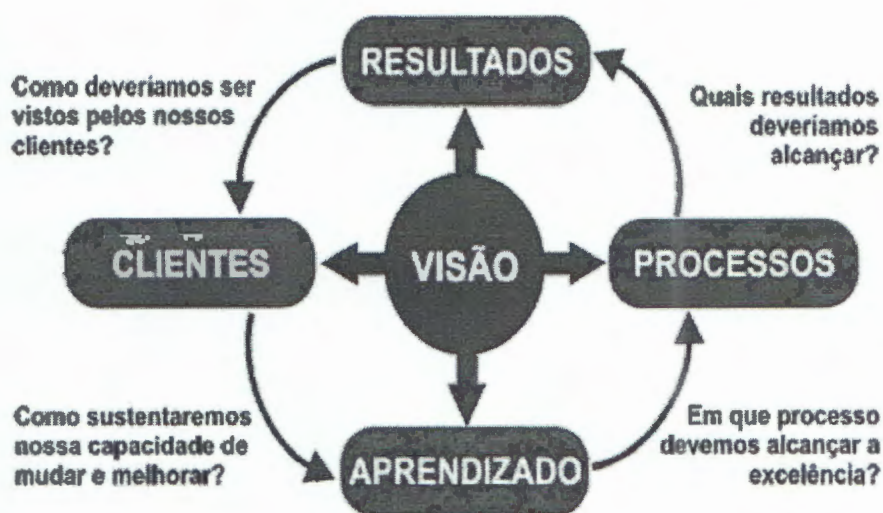 RESULTADOS
Como deveríamos ser
vistos pelos nossos
clientes?
Quais resultados
deveríamos
alcançar?
CLIENTES
VISÃO
PROCESSOS
Como sustentaremos
nossa capacidade de
mudar e melhorar?
APRENDIZADO
Em que processo
devemos alcançar a
excelência?